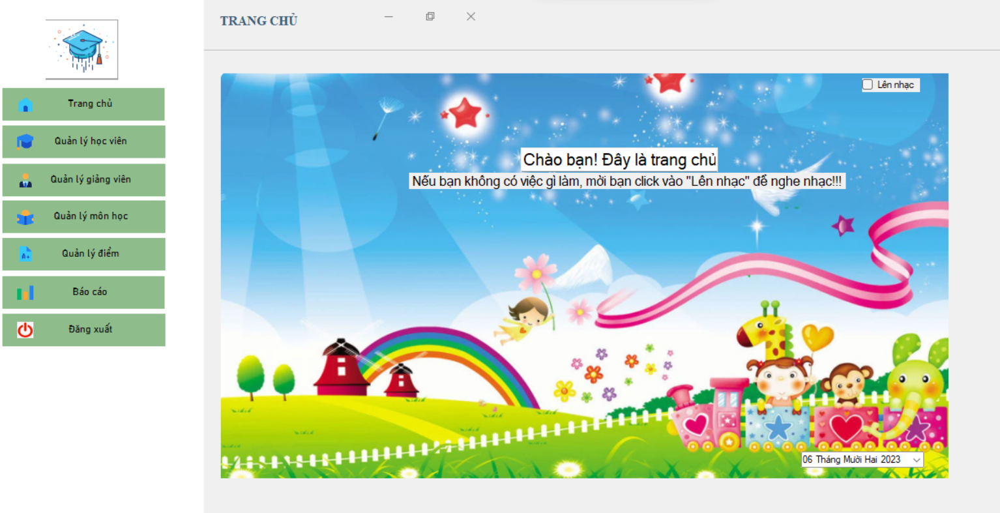 TRANG CHỦ
Trang chủ
Quản lý học viên
Quản lý giảng viên
Quản lý môn học
Quản lý điểm
A+
Báo cáo
Đăng xuất
Lên nhạc
Chào bạn! Đây là trang chủ
Nếu bạn không có việc gì làm, mời bạn click vào "Lên nhạc" để nghe nhạc!!!
06 Tháng Mười Hai 2023